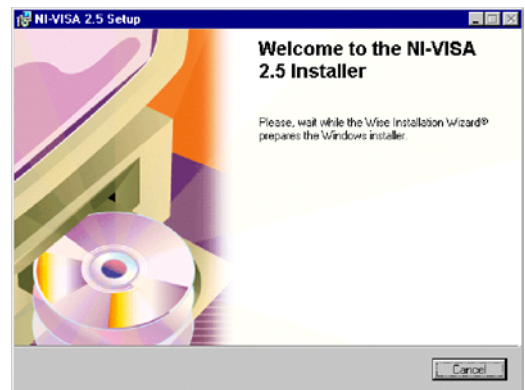 NI-VISA 2.5 Setup
Welcome to the NI-VISA
2.5 Installer
Please, wait while the Wise Installation Wizard®
prepares the Windows installer.
Cancel